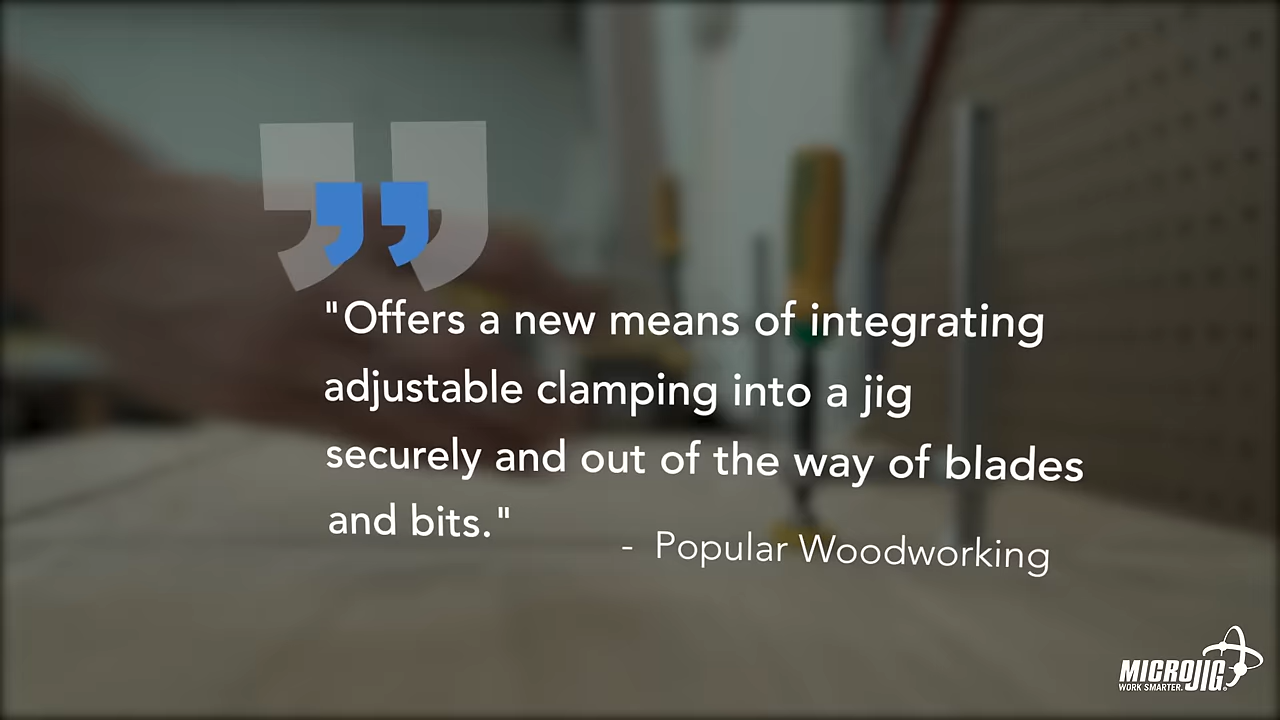 "Offers a new means of integrating
adjustable clamping into a jig
securely and out of the way of blades
and bits."
- Popular Woodworking
MICROJIG
WORK SMARTER.